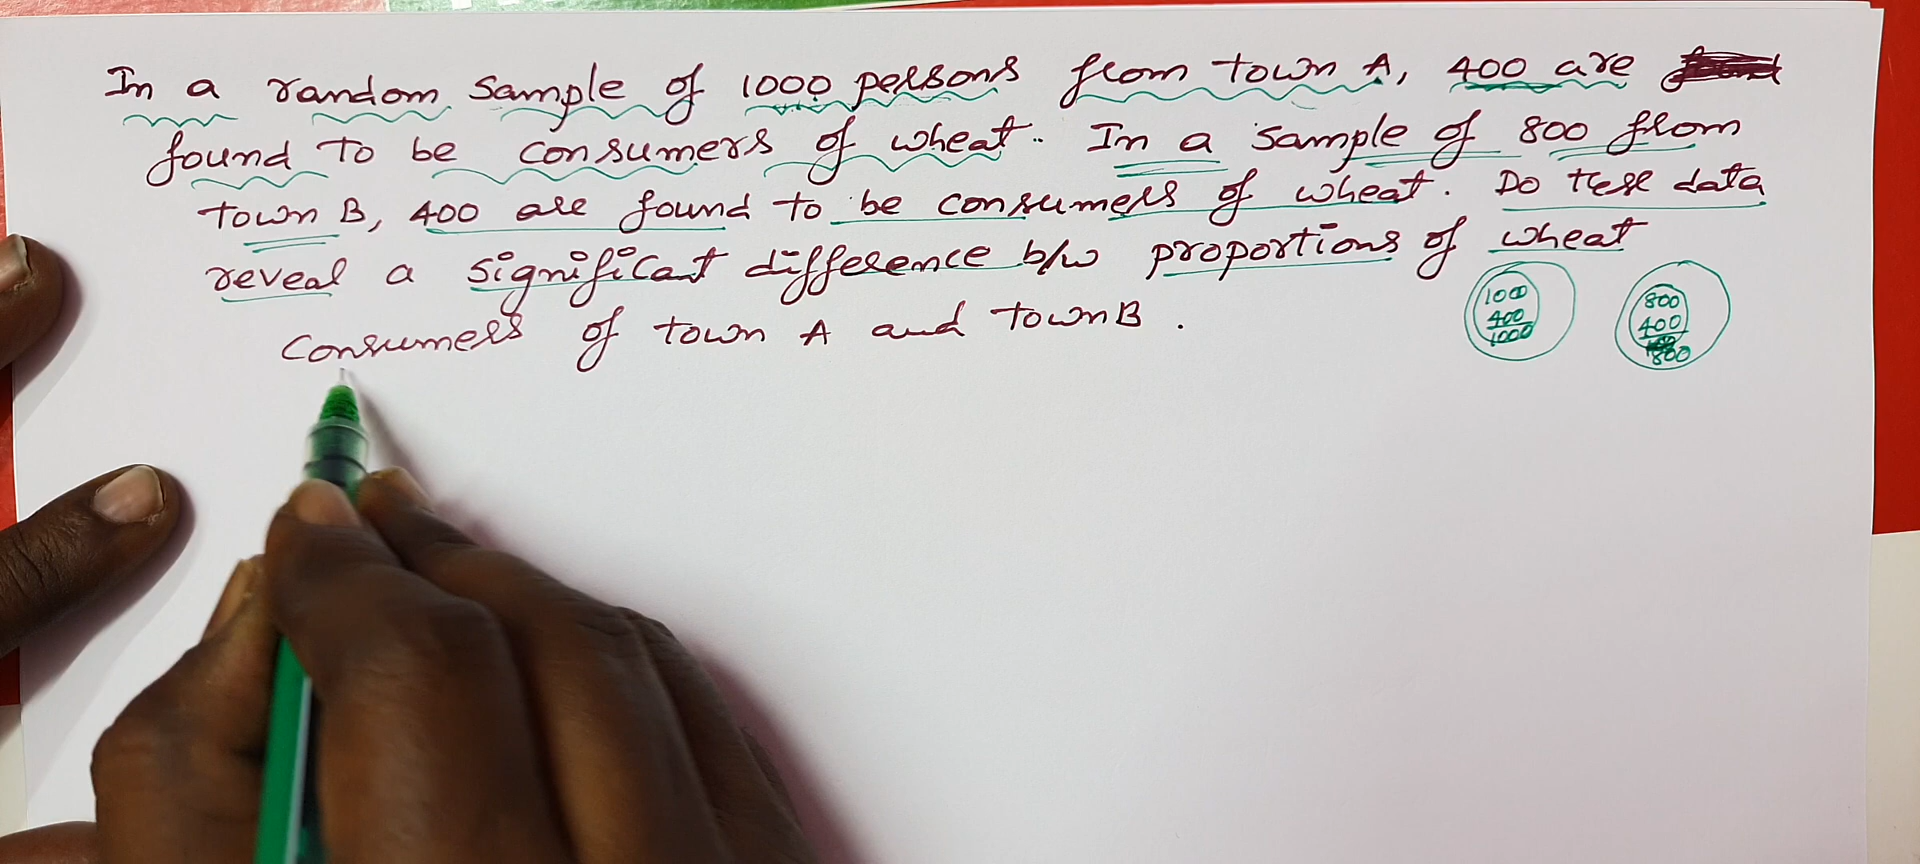 In a random sample of 1000 persons from town A, 400 are
found to be consumers of wheat. In a sample of 800 from
town B, 400 are found to be consumers of wheat. Do these data
reveal a significant difference b/w proportions of wheat
consumers of town A and town B.
1000
400
1000
800
400
800